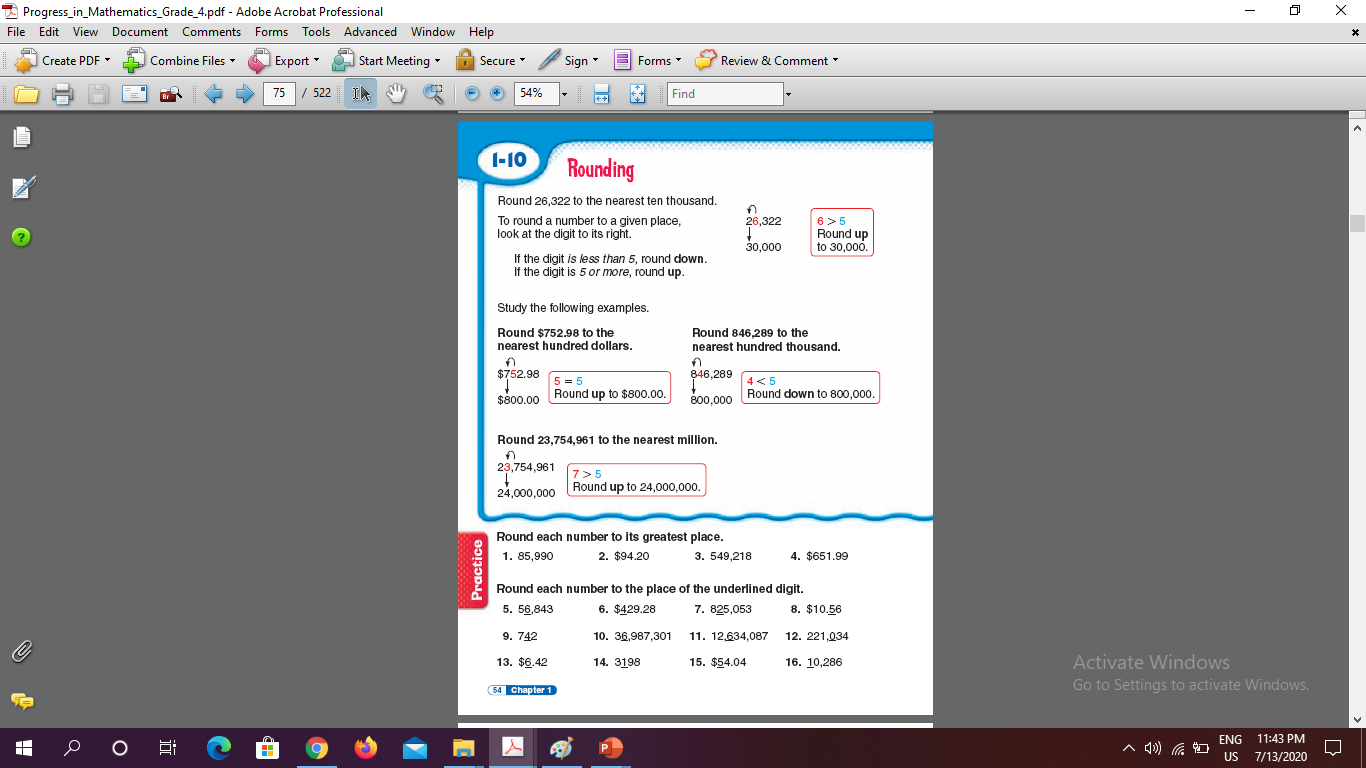 Progress_in_Mathematics_Grade_4.pdf - Adobe Acrobat Professional
File Edit View Document Comments Forms Tools Advanced Window Help
Create PDF Combine Files Export Start Meeting Secure Sign Forms Review & Comment
75 / 522 54% Find
1-10
Rounding
Round 26,322 to the nearest ten thousand.
To round a number to a given place,
look at the digit to its right.
If the digit is less than 5, round down.
If the digit is 5 or more, round up.
26,322
30,000
6 > 5
Round up
to 30,000.
Study the following examples.
Round $752.98 to the
nearest hundred dollars.
$752.98
$800.00
5 = 5
Round up to $800.00.
Round 846,289 to the
nearest hundred thousand.
846,289
800,000
4 < 5
Round down to 800,000.
Round 23,754,961 to the nearest million.
23,754,961
24,000,000
7 > 5
Round up to 24,000,000.
Practice
Round each number to its greatest place.
1. 85,990 2. $94.20 3. 549,218 4. $651.99
Round each number to the place of the underlined digit.
5. 56,843 6. $429.28 7. 825,053 8. $10.56
9. 742 10. 36,987,301 11. 12,634,087 12. 221,034
13. $6.42 14. 3198 15. $54.04 16. 10,286
54 Chapter 1
Activate Windows
Go to Settings to activate Windows.
ENG
US
11:43 PM
7/13/2020